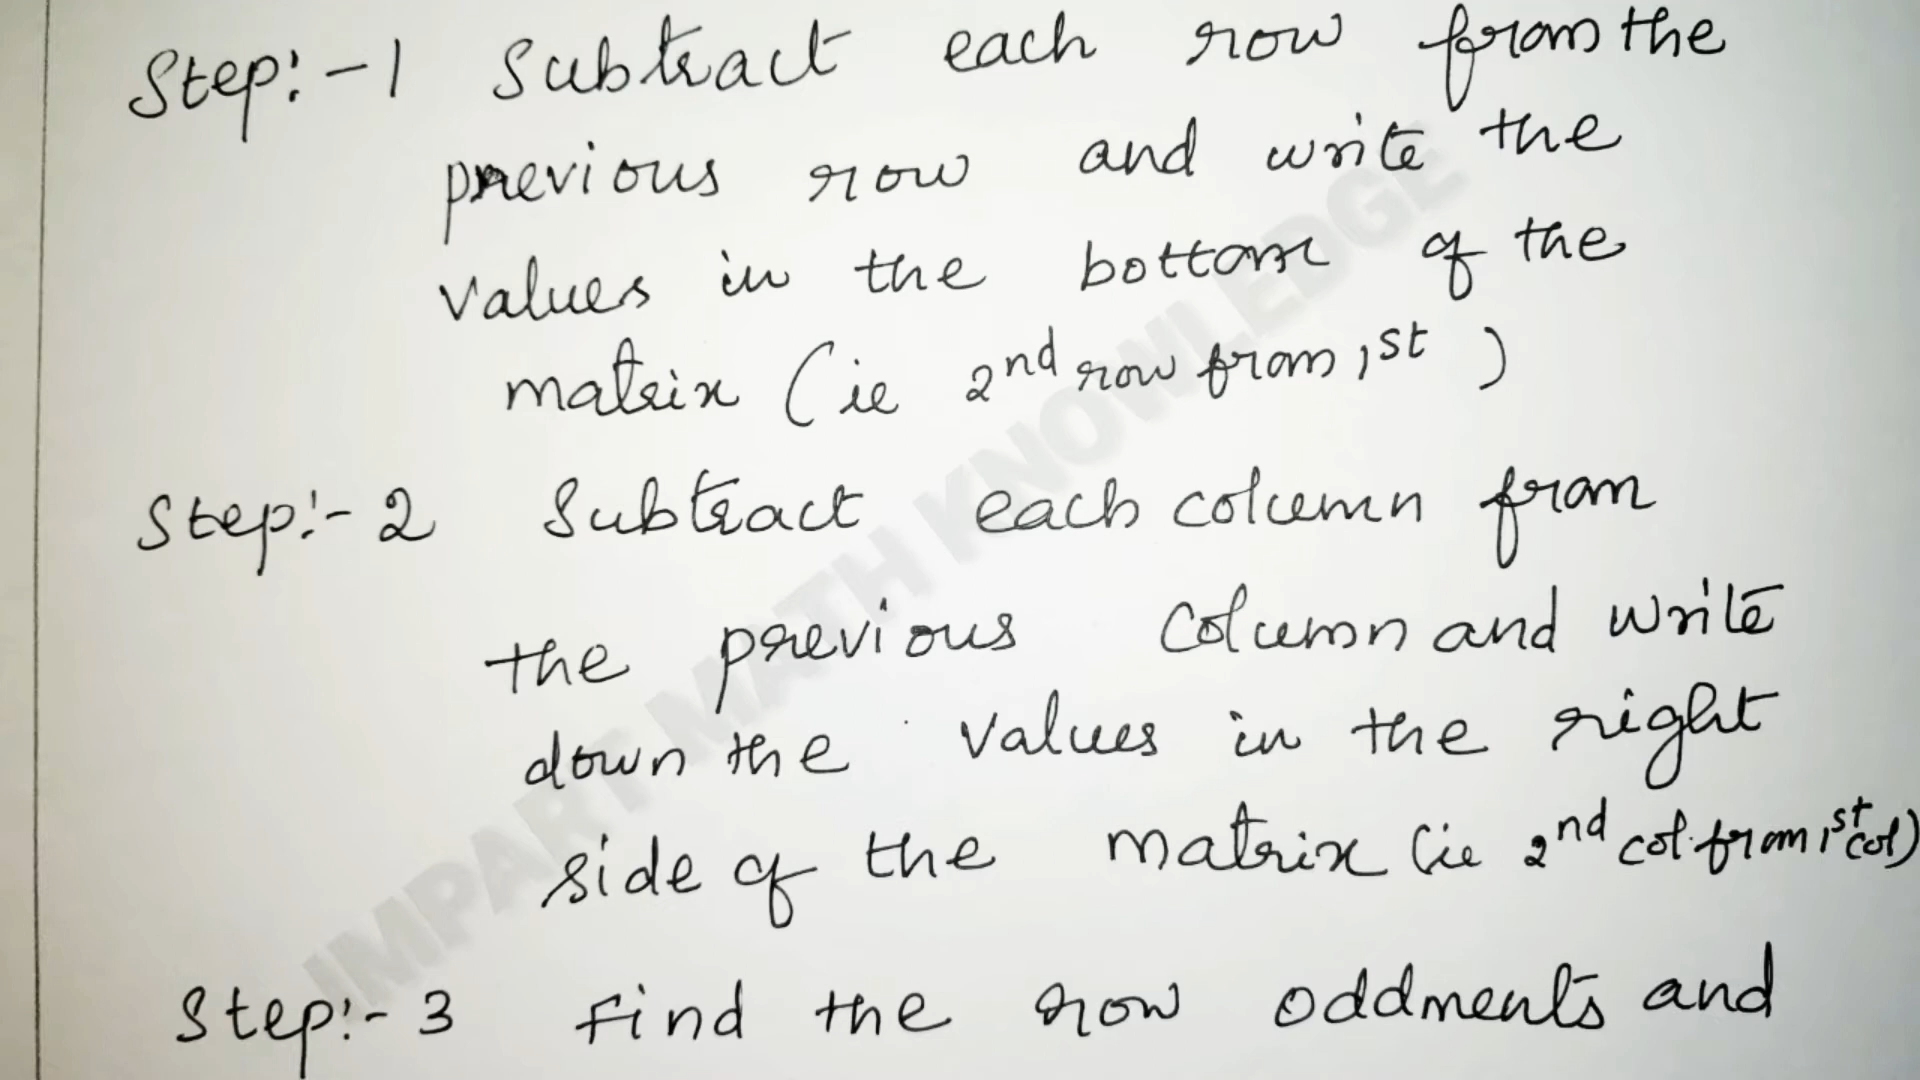 Step:-1 Subtract each row from the
previous row and write the
values in the bottom of the
matrix (ie 2nd row from 1st )
Step:-2 Subtract each column from
the previous column and write
down the values in the right
side of the matrix (ie 2nd col. from 1st col)
Step:-3 Find the row oddments and
IMPART MATH KNOWLEDGE